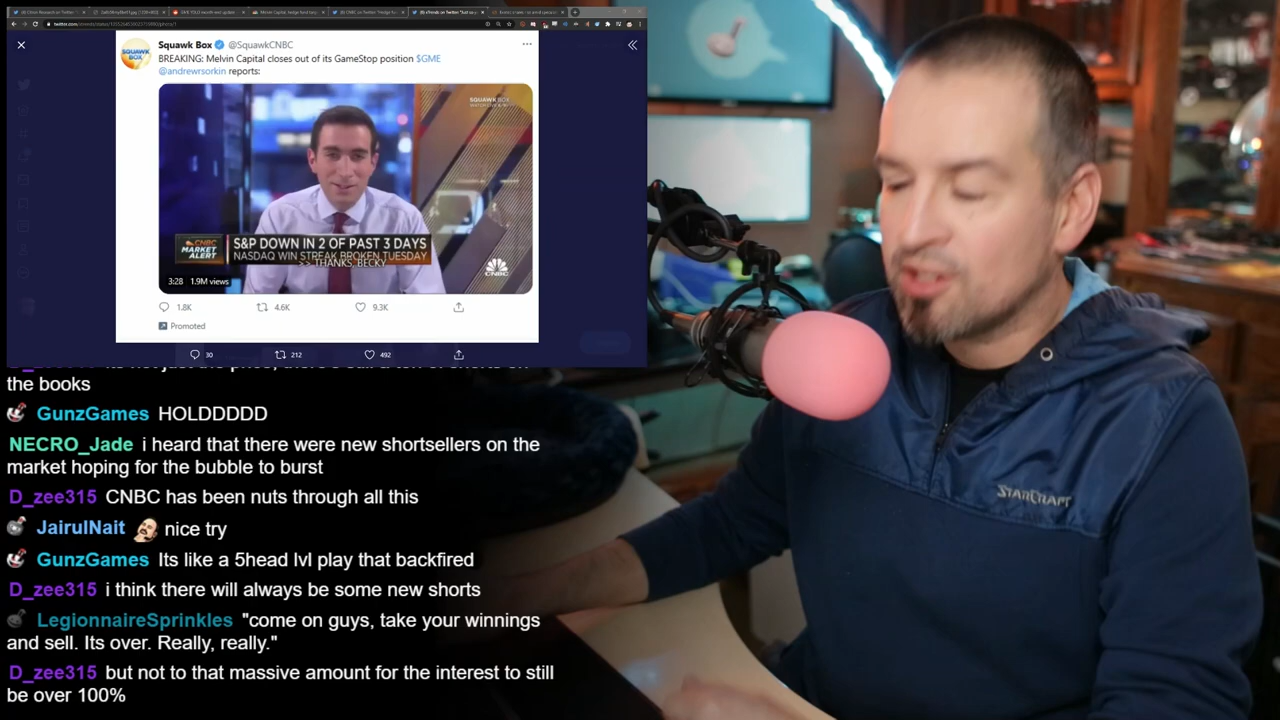 twitter.com/
Squawk Box @SquawkCNBC
BREAKING: Melvin Capital closes out of its GameStop position $GME
@andrewrsorkin reports:
SQUAWK BOX
CNBC
MARKET
ALERT
S&P DOWN IN 2 OF PAST 3 DAYS
NASDAQ WIN STREAK BROKEN TUESDAY
>> THANKS, BECKY
CNBC
3:28 1.9M views
1.8K 4.6K 9.3K
Promoted
30 212 492
the books
GunzGames HOLDDDDD
NECRO_Jade i heard that there were new shortsellers on the
market hoping for the bubble to burst
D_zee315 CNBC has been nuts through all this
JairulNait nice try
GunzGames Its like a 5head lvl play that backfired
D_zee315 i think there will always be some new shorts
LegionnaireSprinkles "come on guys, take your winnings
and sell. Its over. Really, really."
D_zee315 but not to that massive amount for the interest to still
be over 100%
STARCRAFT